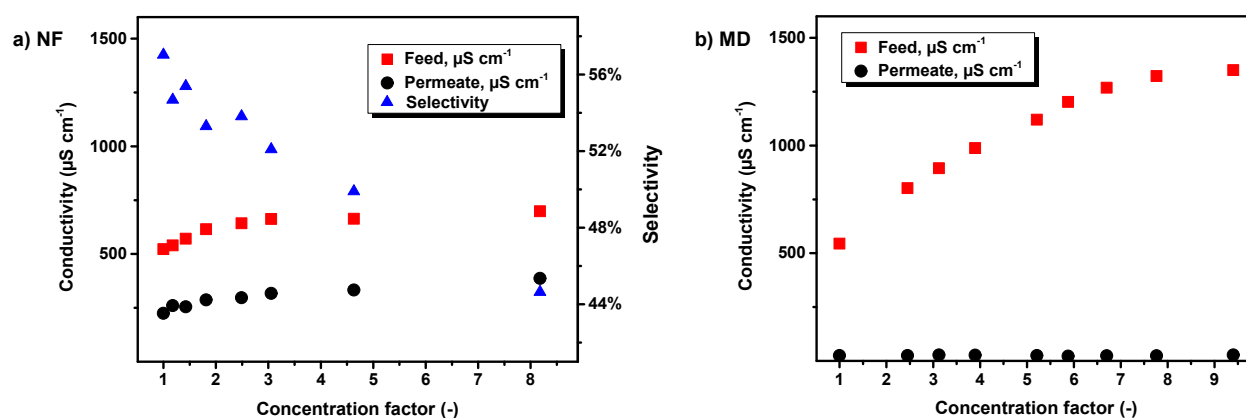 a) NF
1500
1000
500
Conductivity (µS cm⁻¹)
Feed, µS cm⁻¹
Permeate, µS cm⁻¹
Selectivity
56%
52%
48%
44%
Selectivity
1 2 3 4 5 6 7 8
Concentration factor (-)
b) MD
1500
1000
500
Conductivity (µS cm⁻¹)
Feed, µS cm⁻¹
Permeate, µS cm⁻¹
1 2 3 4 5 6 7 8 9
Concentration factor (-)